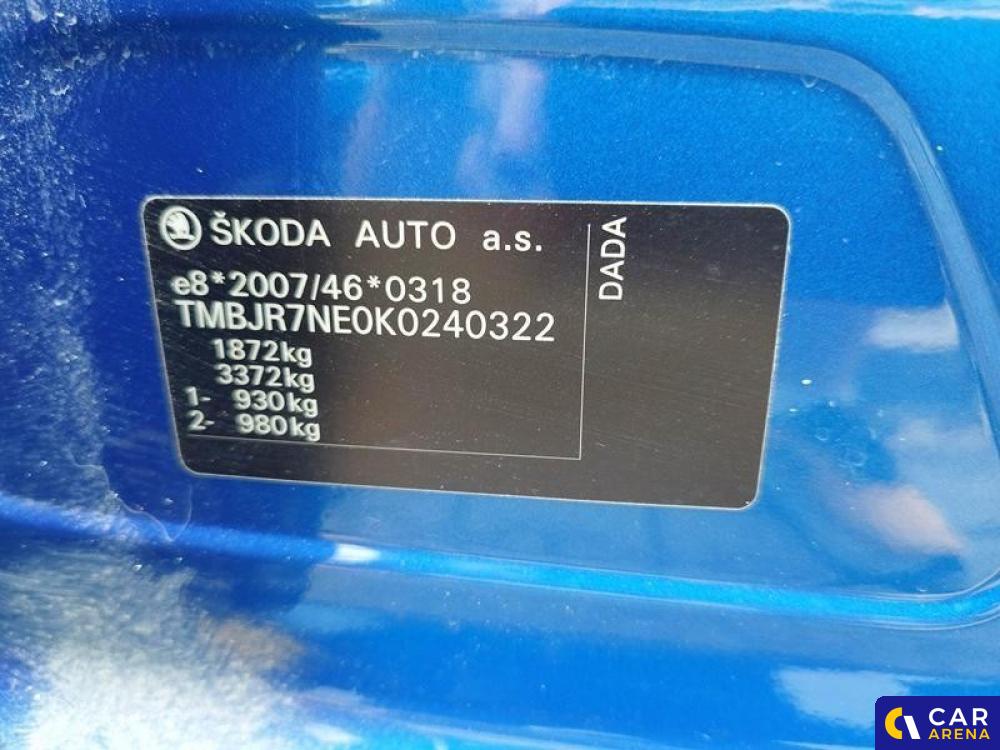 ŠKODA AUTO a.s.
e8*2007/46*0318
TMBJR7NE0K0240322
1872kg
3372kg
1- 930kg
2- 980kg
DADA
CAR
ARENA